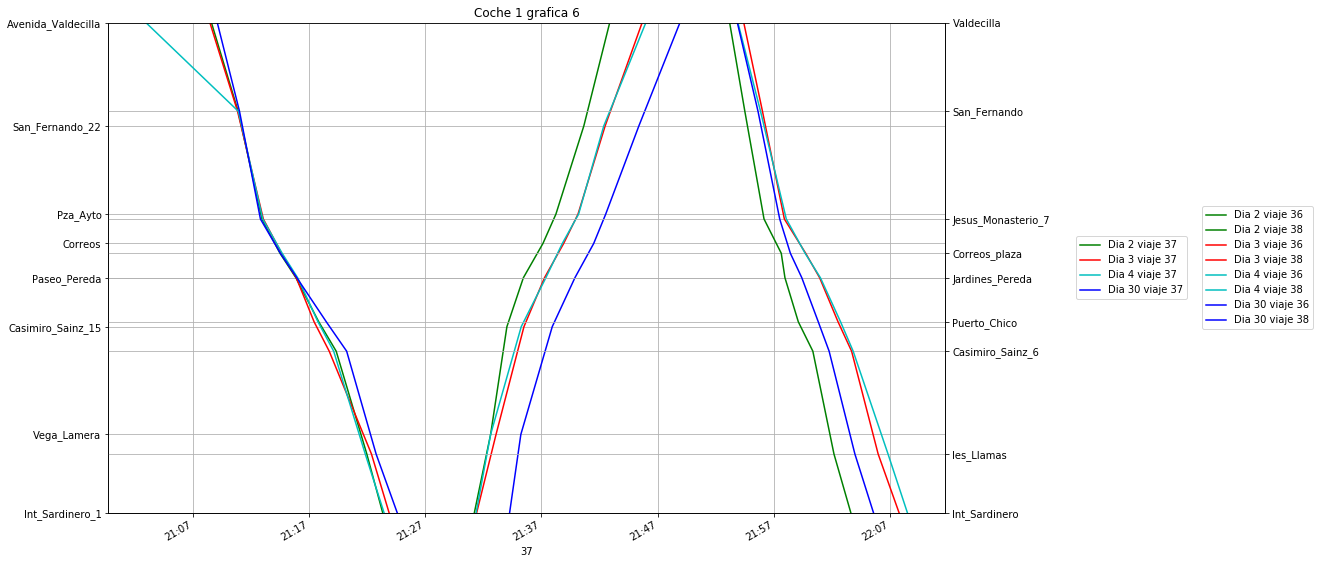 Coche 1 grafica 6
Avenida_Valdecilla
San_Fernando_22
Pza_Ayto
Correos
Paseo_Pereda
Casimiro_Sainz_15
Vega_Lamera
Int_Sardinero_1
Valdecilla
San_Fernando
Jesus_Monasterio_7
Correos_plaza
Jardines_Pereda
Puerto_Chico
Casimiro_Sainz_6
Ies_Llamas
Int_Sardinero
21:07
21:17
21:27
21:37
21:47
21:57
22:07
37
Dia 2 viaje 37
Dia 3 viaje 37
Dia 4 viaje 37
Dia 30 viaje 37
Dia 2 viaje 36
Dia 2 viaje 38
Dia 3 viaje 36
Dia 3 viaje 38
Dia 4 viaje 36
Dia 4 viaje 38
Dia 30 viaje 36
Dia 30 viaje 38